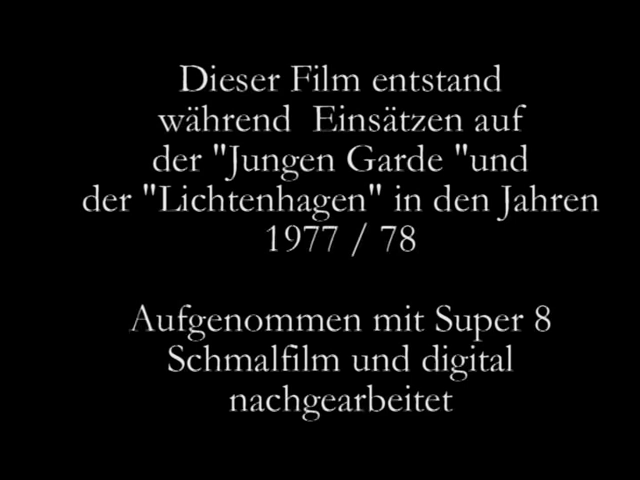 Dieser Film entstand
während  Einsätzen auf
der "Jungen Garde "und
der "Lichtenhagen" in den Jahren
1977 / 78
Aufgenommen mit Super 8
Schmalfilm und digital
nachgearbeitet